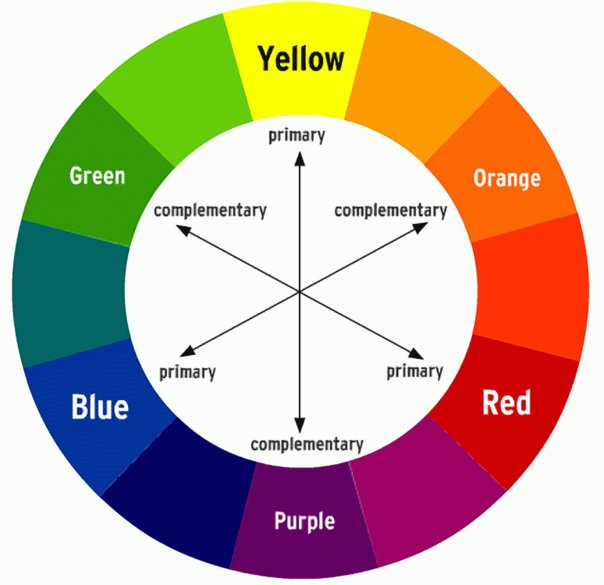 Yellow
primary
Green
Orange
complementary
complementary
primary
primary
Blue
Red
complementary
Purple